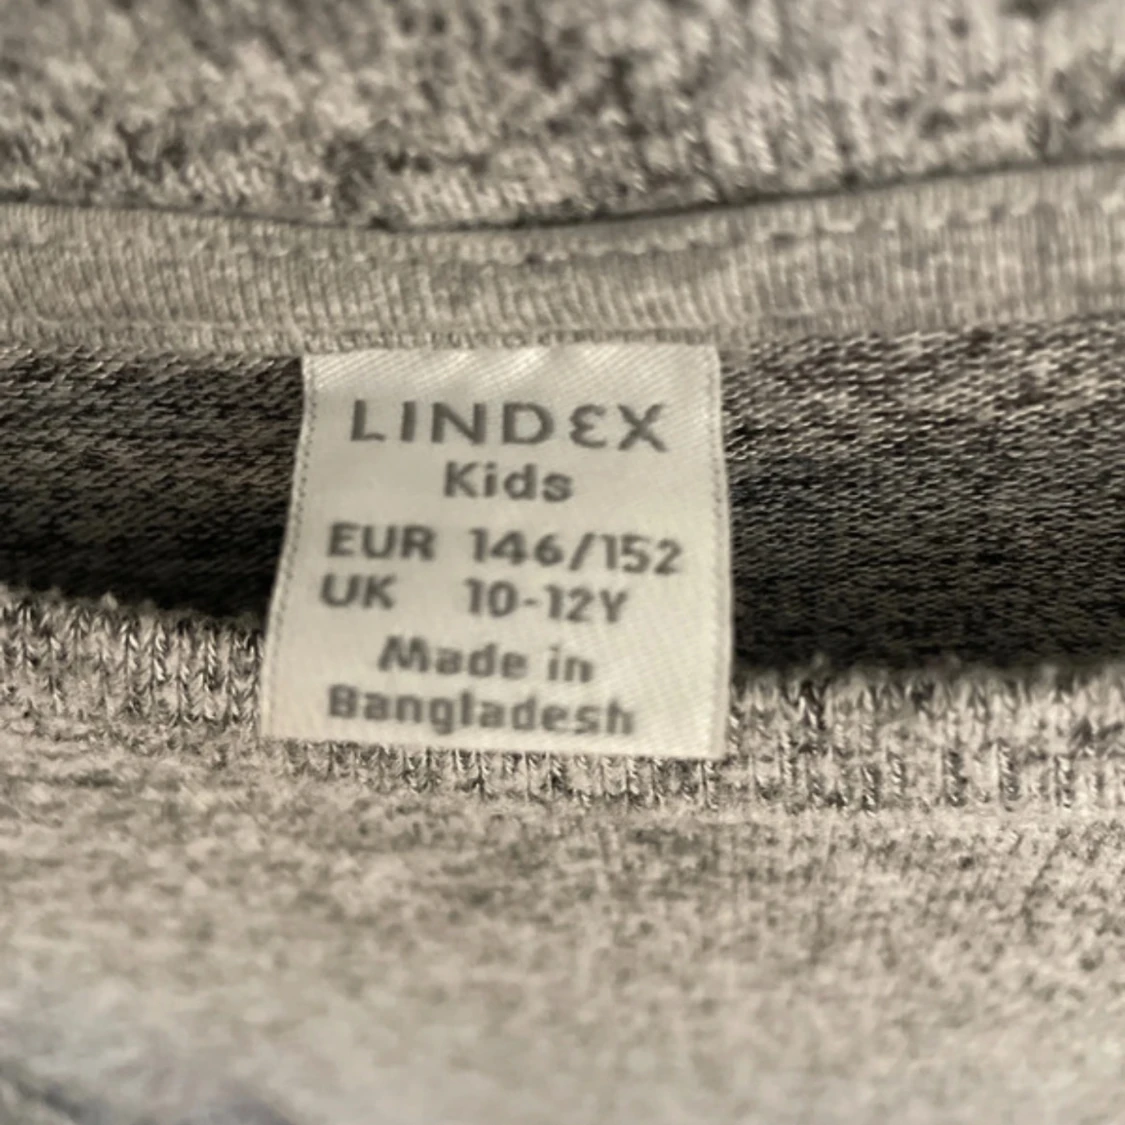 LINDEX
Kids
EUR 146/152
UK 10-12Y
Made in
Bangladesh